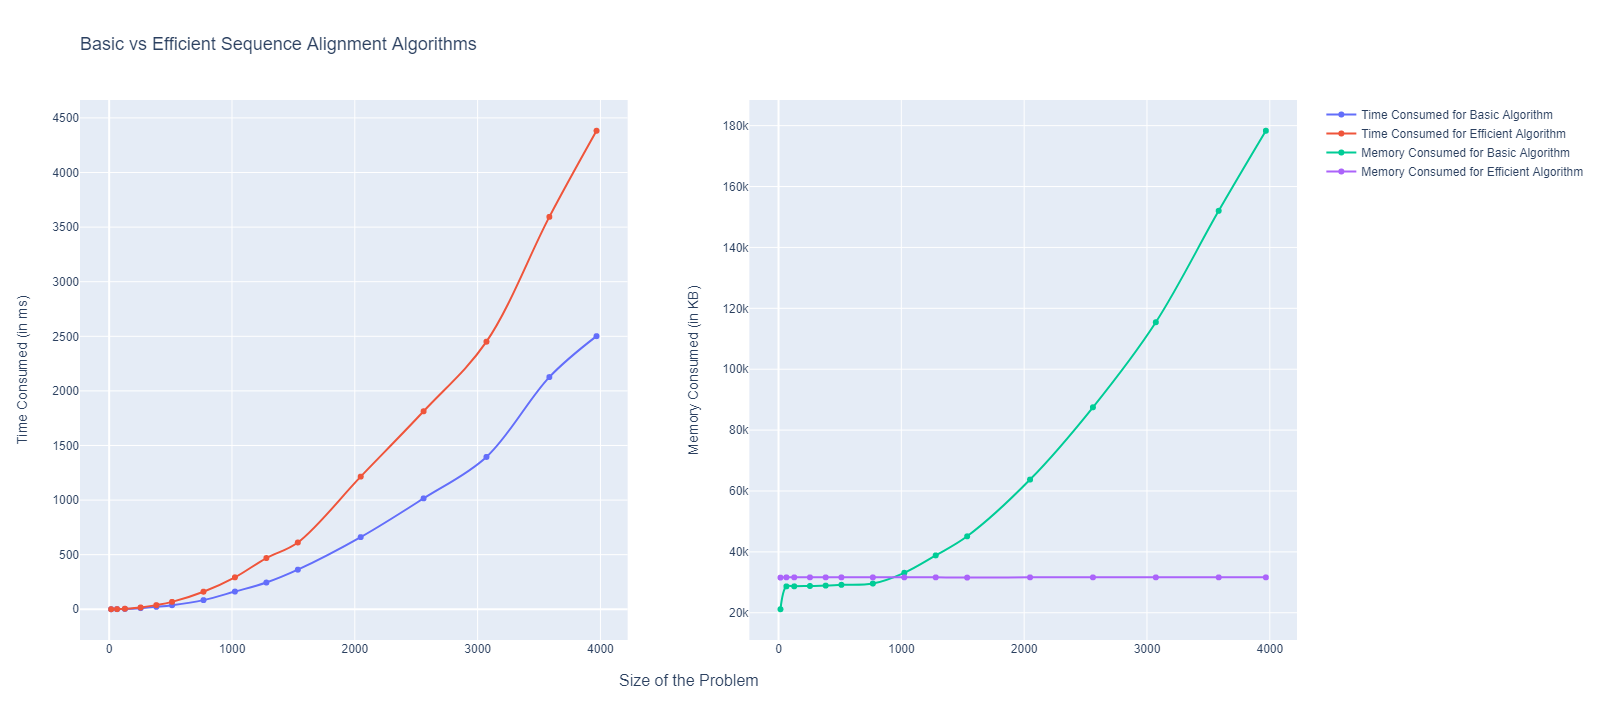 Basic vs Efficient Sequence Alignment Algorithms
Time Consumed (in ms)
4500
4000
3500
3000
2500
2000
1500
1000
500
0
0 1000 2000 3000 4000
Memory Consumed (in KB)
180k
160k
140k
120k
100k
80k
60k
40k
20k
0 1000 2000 3000 4000
Size of the Problem
Time Consumed for Basic Algorithm
Time Consumed for Efficient Algorithm
Memory Consumed for Basic Algorithm
Memory Consumed for Efficient Algorithm